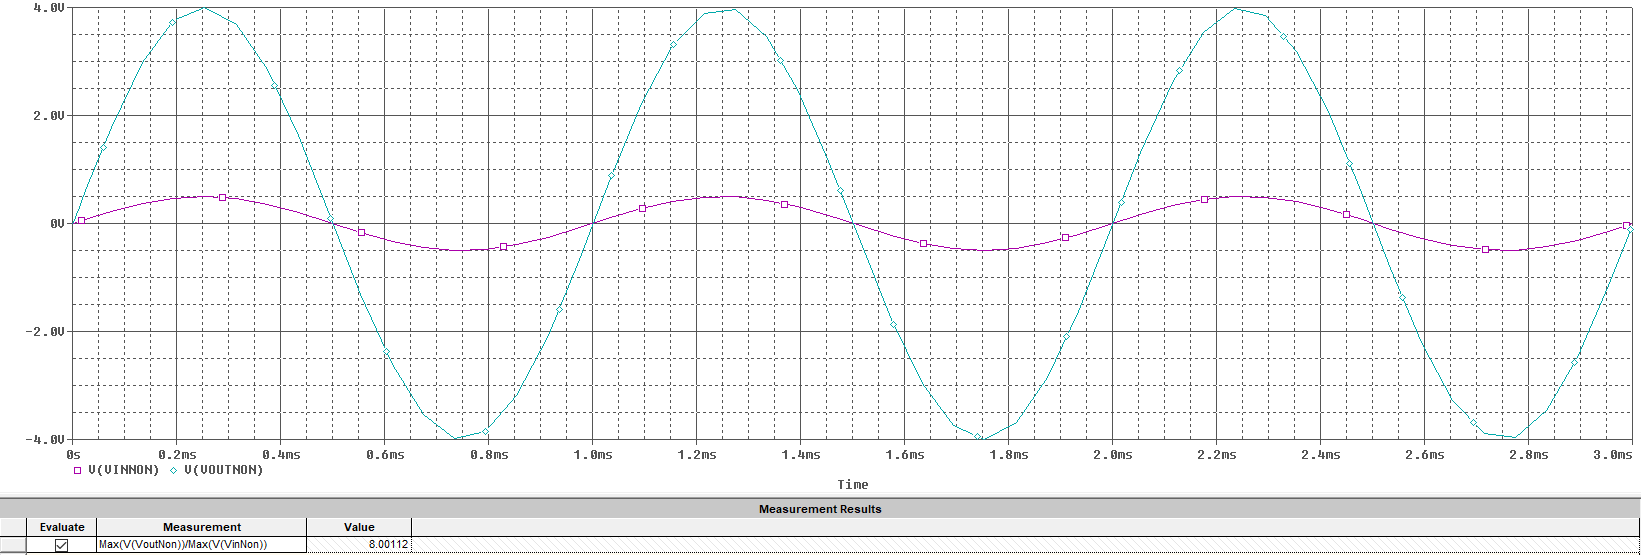 4.0V
2.0V
0V
-2.0V
-4.0V
0s 0.2ms 0.4ms 0.6ms 0.8ms 1.0ms 1.2ms 1.4ms 1.6ms 1.8ms 2.0ms 2.2ms 2.4ms 2.6ms 2.8ms 3.0ms
V(VINNON) V(VOUTNON)
Time
Measurement Results
Evaluate Measurement Value
Max(V(VoutNon))/Max(V(VinNon)) 8.00112